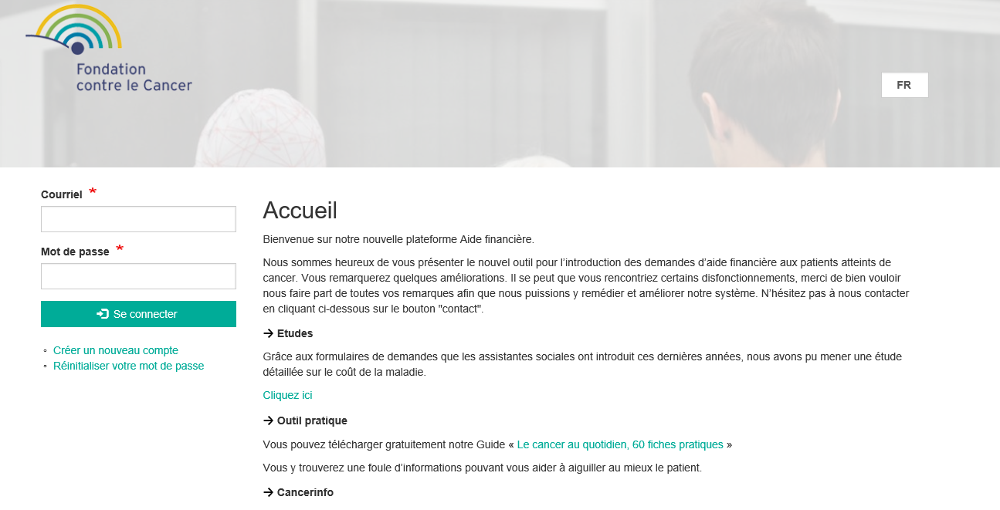 Fondation
contre le Cancer
FR
Courriel *
Mot de passe *
Se connecter
Créer un nouveau compte
Réinitialiser votre mot de passe
Accueil
Bienvenue sur notre nouvelle plateforme Aide financière.
Nous sommes heureux de vous présenter le nouvel outil pour l’introduction des demandes d’aide financière aux patients atteints de
cancer. Vous remarquerez quelques améliorations. Il se peut que vous rencontriez certains disfonctionnements, merci de bien vouloir
nous faire part de toutes vos remarques afin que nous puissions y remédier et améliorer notre système. N’hésitez pas à nous contacter
en cliquant ci-dessous sur le bouton "contact".
→ Etudes
Grâce aux formulaires de demandes que les assistantes sociales ont introduit ces dernières années, nous avons pu mener une étude
détaillée sur le coût de la maladie.
Cliquez ici
→ Outil pratique
Vous pouvez télécharger gratuitement notre Guide « Le cancer au quotidien, 60 fiches pratiques »
Vous y trouverez une foule d’informations pouvant vous aider à aiguiller au mieux le patient.
→ Cancerinfo